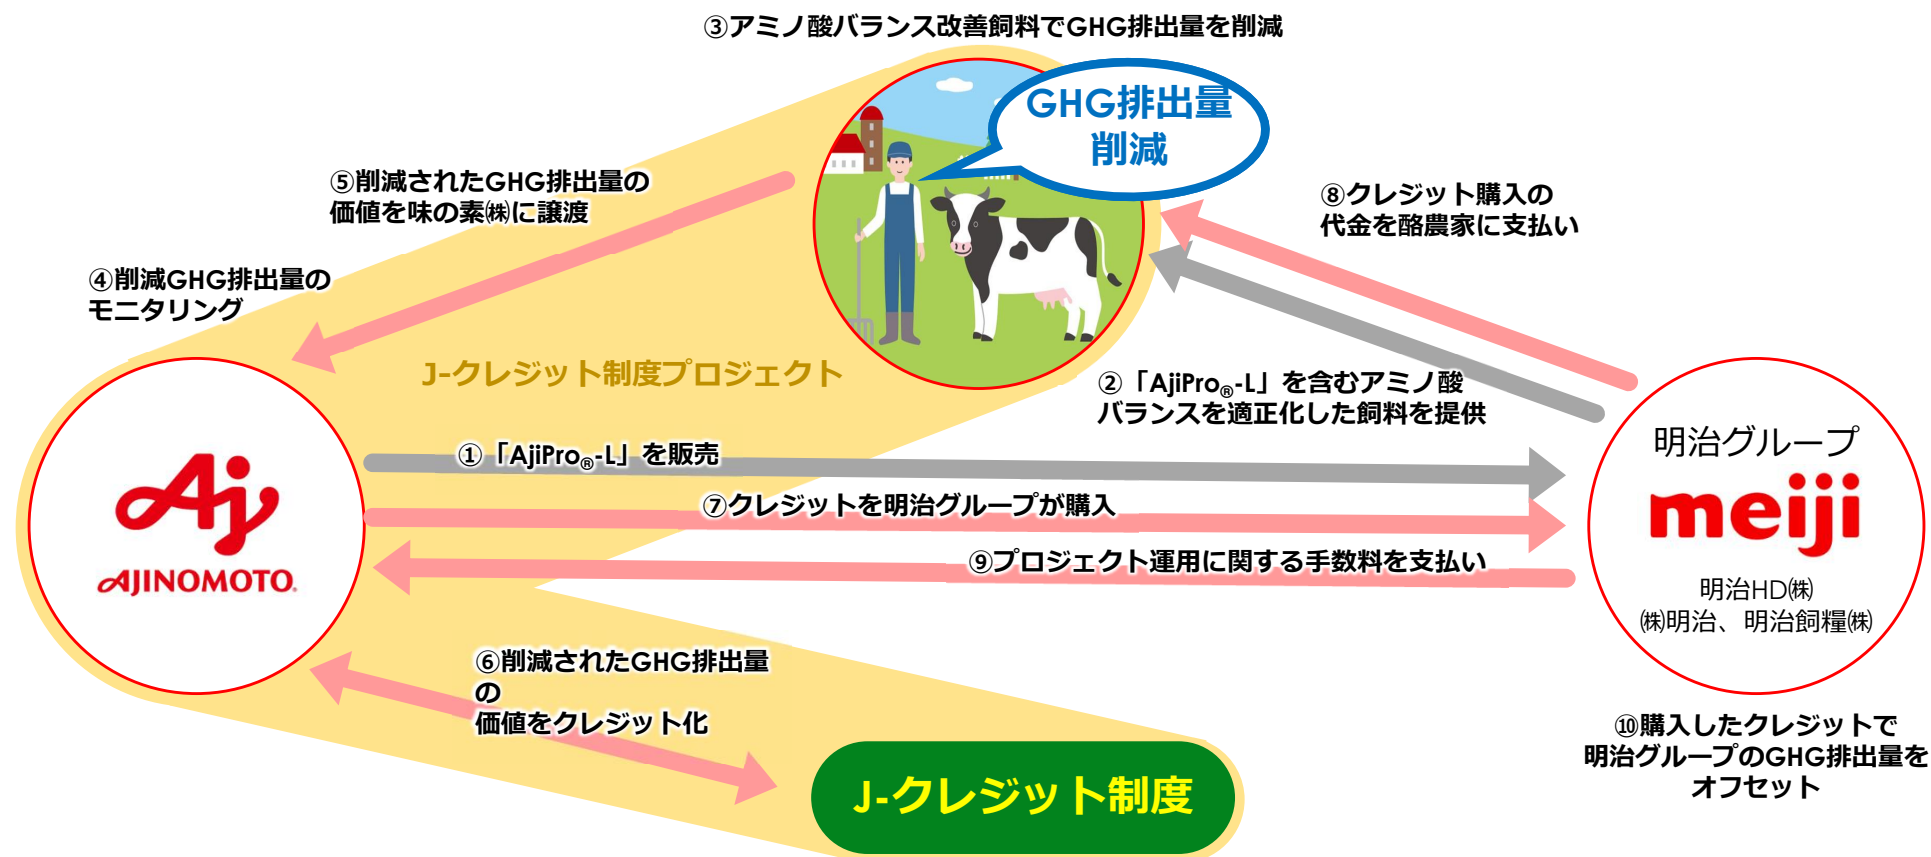 ③アミノ酸バランス改善飼料でGHG排出量を削減
GHG排出量
削減
⑤削減されたGHG排出量の
価値を味の素㈱に譲渡
⑧クレジット購入の
代金を酪農家に支払い
④削減GHG排出量の
モニタリング
J-クレジット制度プロジェクト
②「AjiPro®-L」を含むアミノ酸
バランスを適正化した飼料を提供
①「AjiPro®-L」を販売
⑦クレジットを明治グループが購入
⑨プロジェクト運用に関する手数料を支払い
Aj
AJINOMOTO.
明治グループ
meiji
明治HD㈱
㈱明治、明治飼糧㈱
⑥削減されたGHG排出量
の
価値をクレジット化
J-クレジット制度
⑩購入したクレジットで
明治グループのGHG排出量を
オフセット